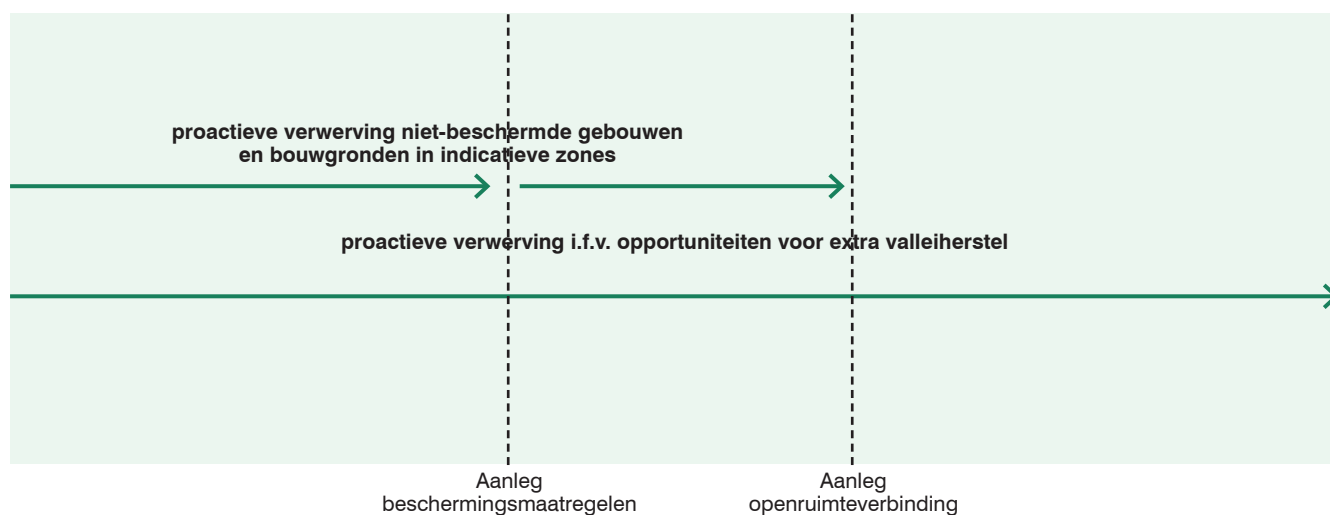 proactieve verwerving niet-beschermde gebouwen
en bouwgronden in indicatieve zones
proactieve verwerving i.f.v. opportuniteiten voor extra valleiherstel
Aanleg
beschermingsmaatregelen
Aanleg
openruimteverbinding